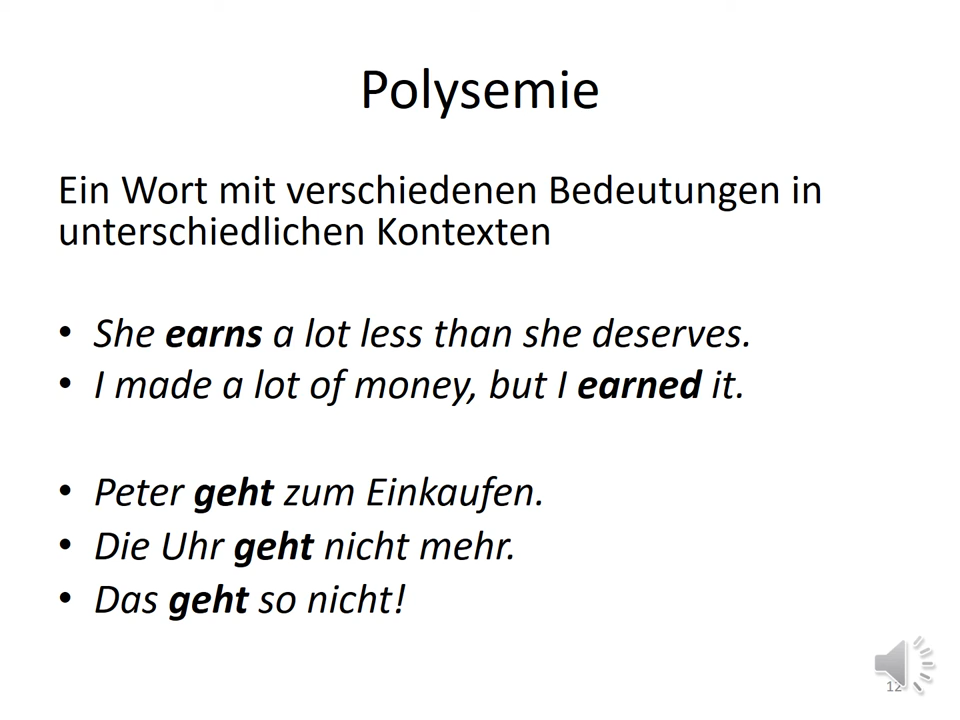 Polysemie
Ein Wort mit verschiedenen Bedeutungen in
unterschiedlichen Kontexten
• She earns a lot less than she deserves.
• I made a lot of money, but I earned it.
• Peter geht zum Einkaufen.
• Die Uhr geht nicht mehr.
• Das geht so nicht!
12